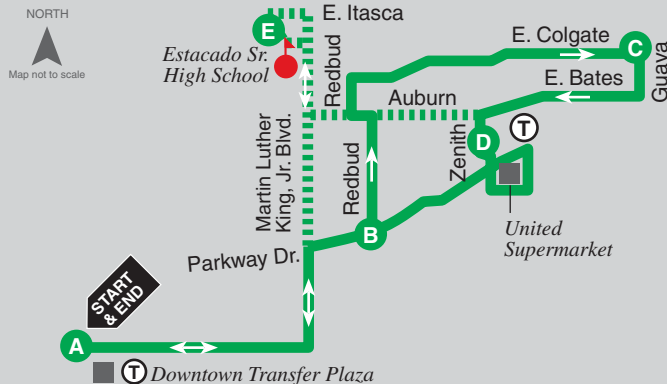 NORTH
Map not to scale
E
E. Itasca
Estacado Sr.
High School
Redbud
E. Colgate
C
Guava
E. Bates
Auburn
T
D
Zenith
Martin Luther
King, Jr. Blvd.
Redbud
B
United
Supermarket
Parkway Dr.
START
& END
A
T Downtown Transfer Plaza